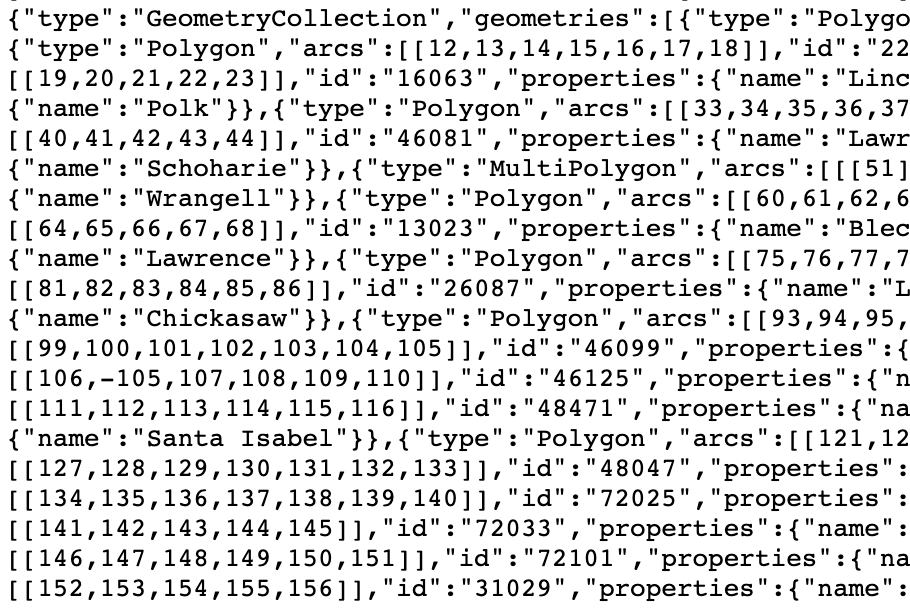 {"type":"GeometryCollection","geometries":[{"type":"Polygo
{"type":"Polygon","arcs":[[12,13,14,15,16,17,18]],"id":"22
[[19,20,21,22,23]],"id":"16063","properties":{"name":"Linc
{"name":"Polk"}},{"type":"Polygon","arcs":[[33,34,35,36,37
[[40,41,42,43,44]],"id":"46081","properties":{"name":"Lawr
{"name":"Schoharie"}},{"type":"MultiPolygon","arcs":[[[51]
{"name":"Wrangell"}},{"type":"Polygon","arcs":[[60,61,62,6
[[64,65,66,67,68]],"id":"13023","properties":{"name":"Blec
{"name":"Lawrence"}},{"type":"Polygon","arcs":[[75,76,77,7
[[81,82,83,84,85,86]],"id":"26087","properties":{"name":"L
{"name":"Chickasaw"}},{"type":"Polygon","arcs":[[93,94,95,
[[99,100,101,102,103,104,105]],"id":"46099","properties":{
[[106,-105,107,108,109,110]],"id":"46125","properties":{"n
[[111,112,113,114,115,116]],"id":"48471","properties":{"na
{"name":"Santa Isabel"}},{"type":"Polygon","arcs":[[121,12
[[127,128,129,130,131,132,133]],"id":"48047","properties":
[[134,135,136,137,138,139,140]],"id":"72025","properties":
[[141,142,143,144,145]],"id":"72033","properties":{"name":
[[146,147,148,149,150,151]],"id":"72101","properties":{"na
[[152,153,154,155,156]],"id":"31029","properties":{"name":